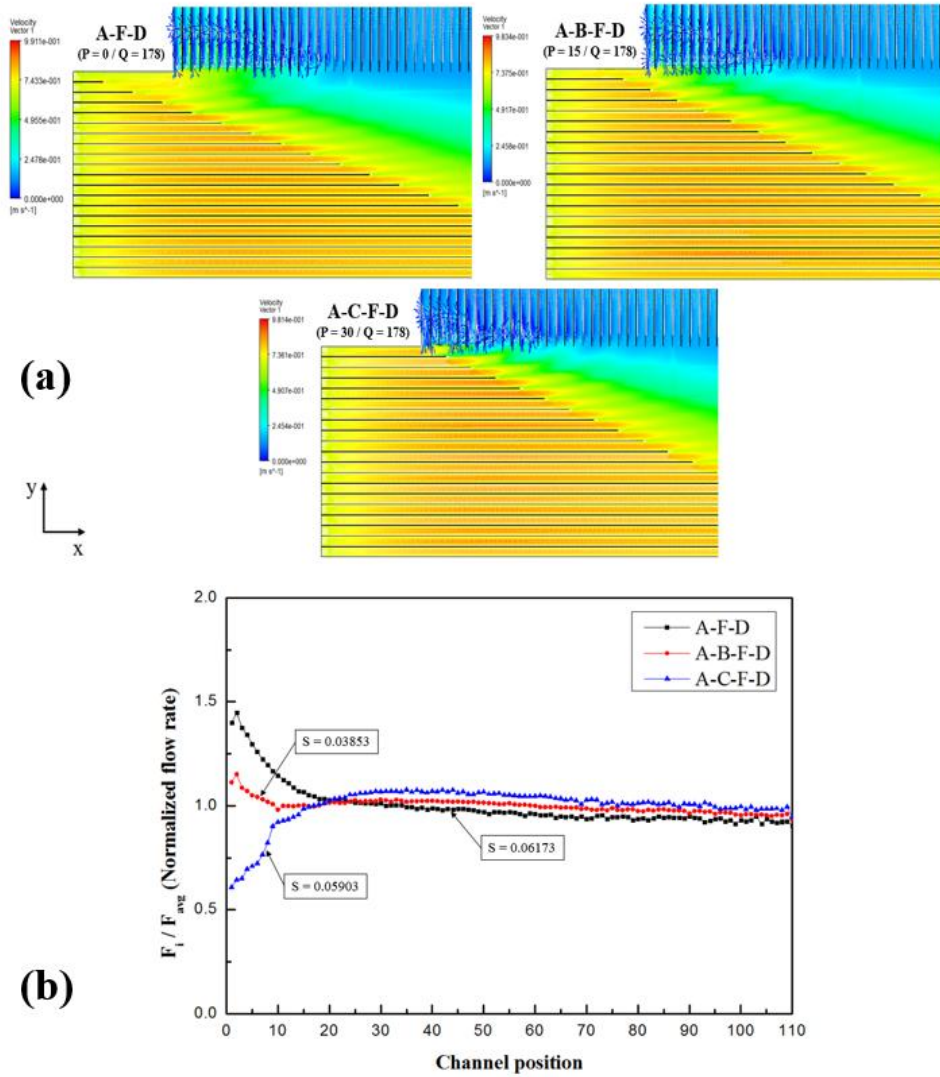 Velocity
Vector 1
9.911e-001
7.433e-001
4.955e-001
2.478e-001
0.000e+000
[m s^-1]
A-F-D
(P = 0 / Q = 178)
Velocity
Vector 1
9.834e-001
7.375e-001
4.917e-001
2.458e-001
0.000e+000
[m s^-1]
A-B-F-D
(P = 15 / Q = 178)
Velocity
Vector 1
9.814e-001
7.361e-001
4.907e-001
2.454e-001
0.000e+000
[m s^-1]
A-C-F-D
(P = 30 / Q = 178)
(a)
y
x
2.0
1.5
1.0
0.5
0.0
F_i / F_avg (Normalized flow rate)
A-F-D
A-B-F-D
A-C-F-D
S = 0.03853
S = 0.06173
S = 0.05903
0 10 20 30 40 50 60 70 80 90 100 110
Channel position
(b)